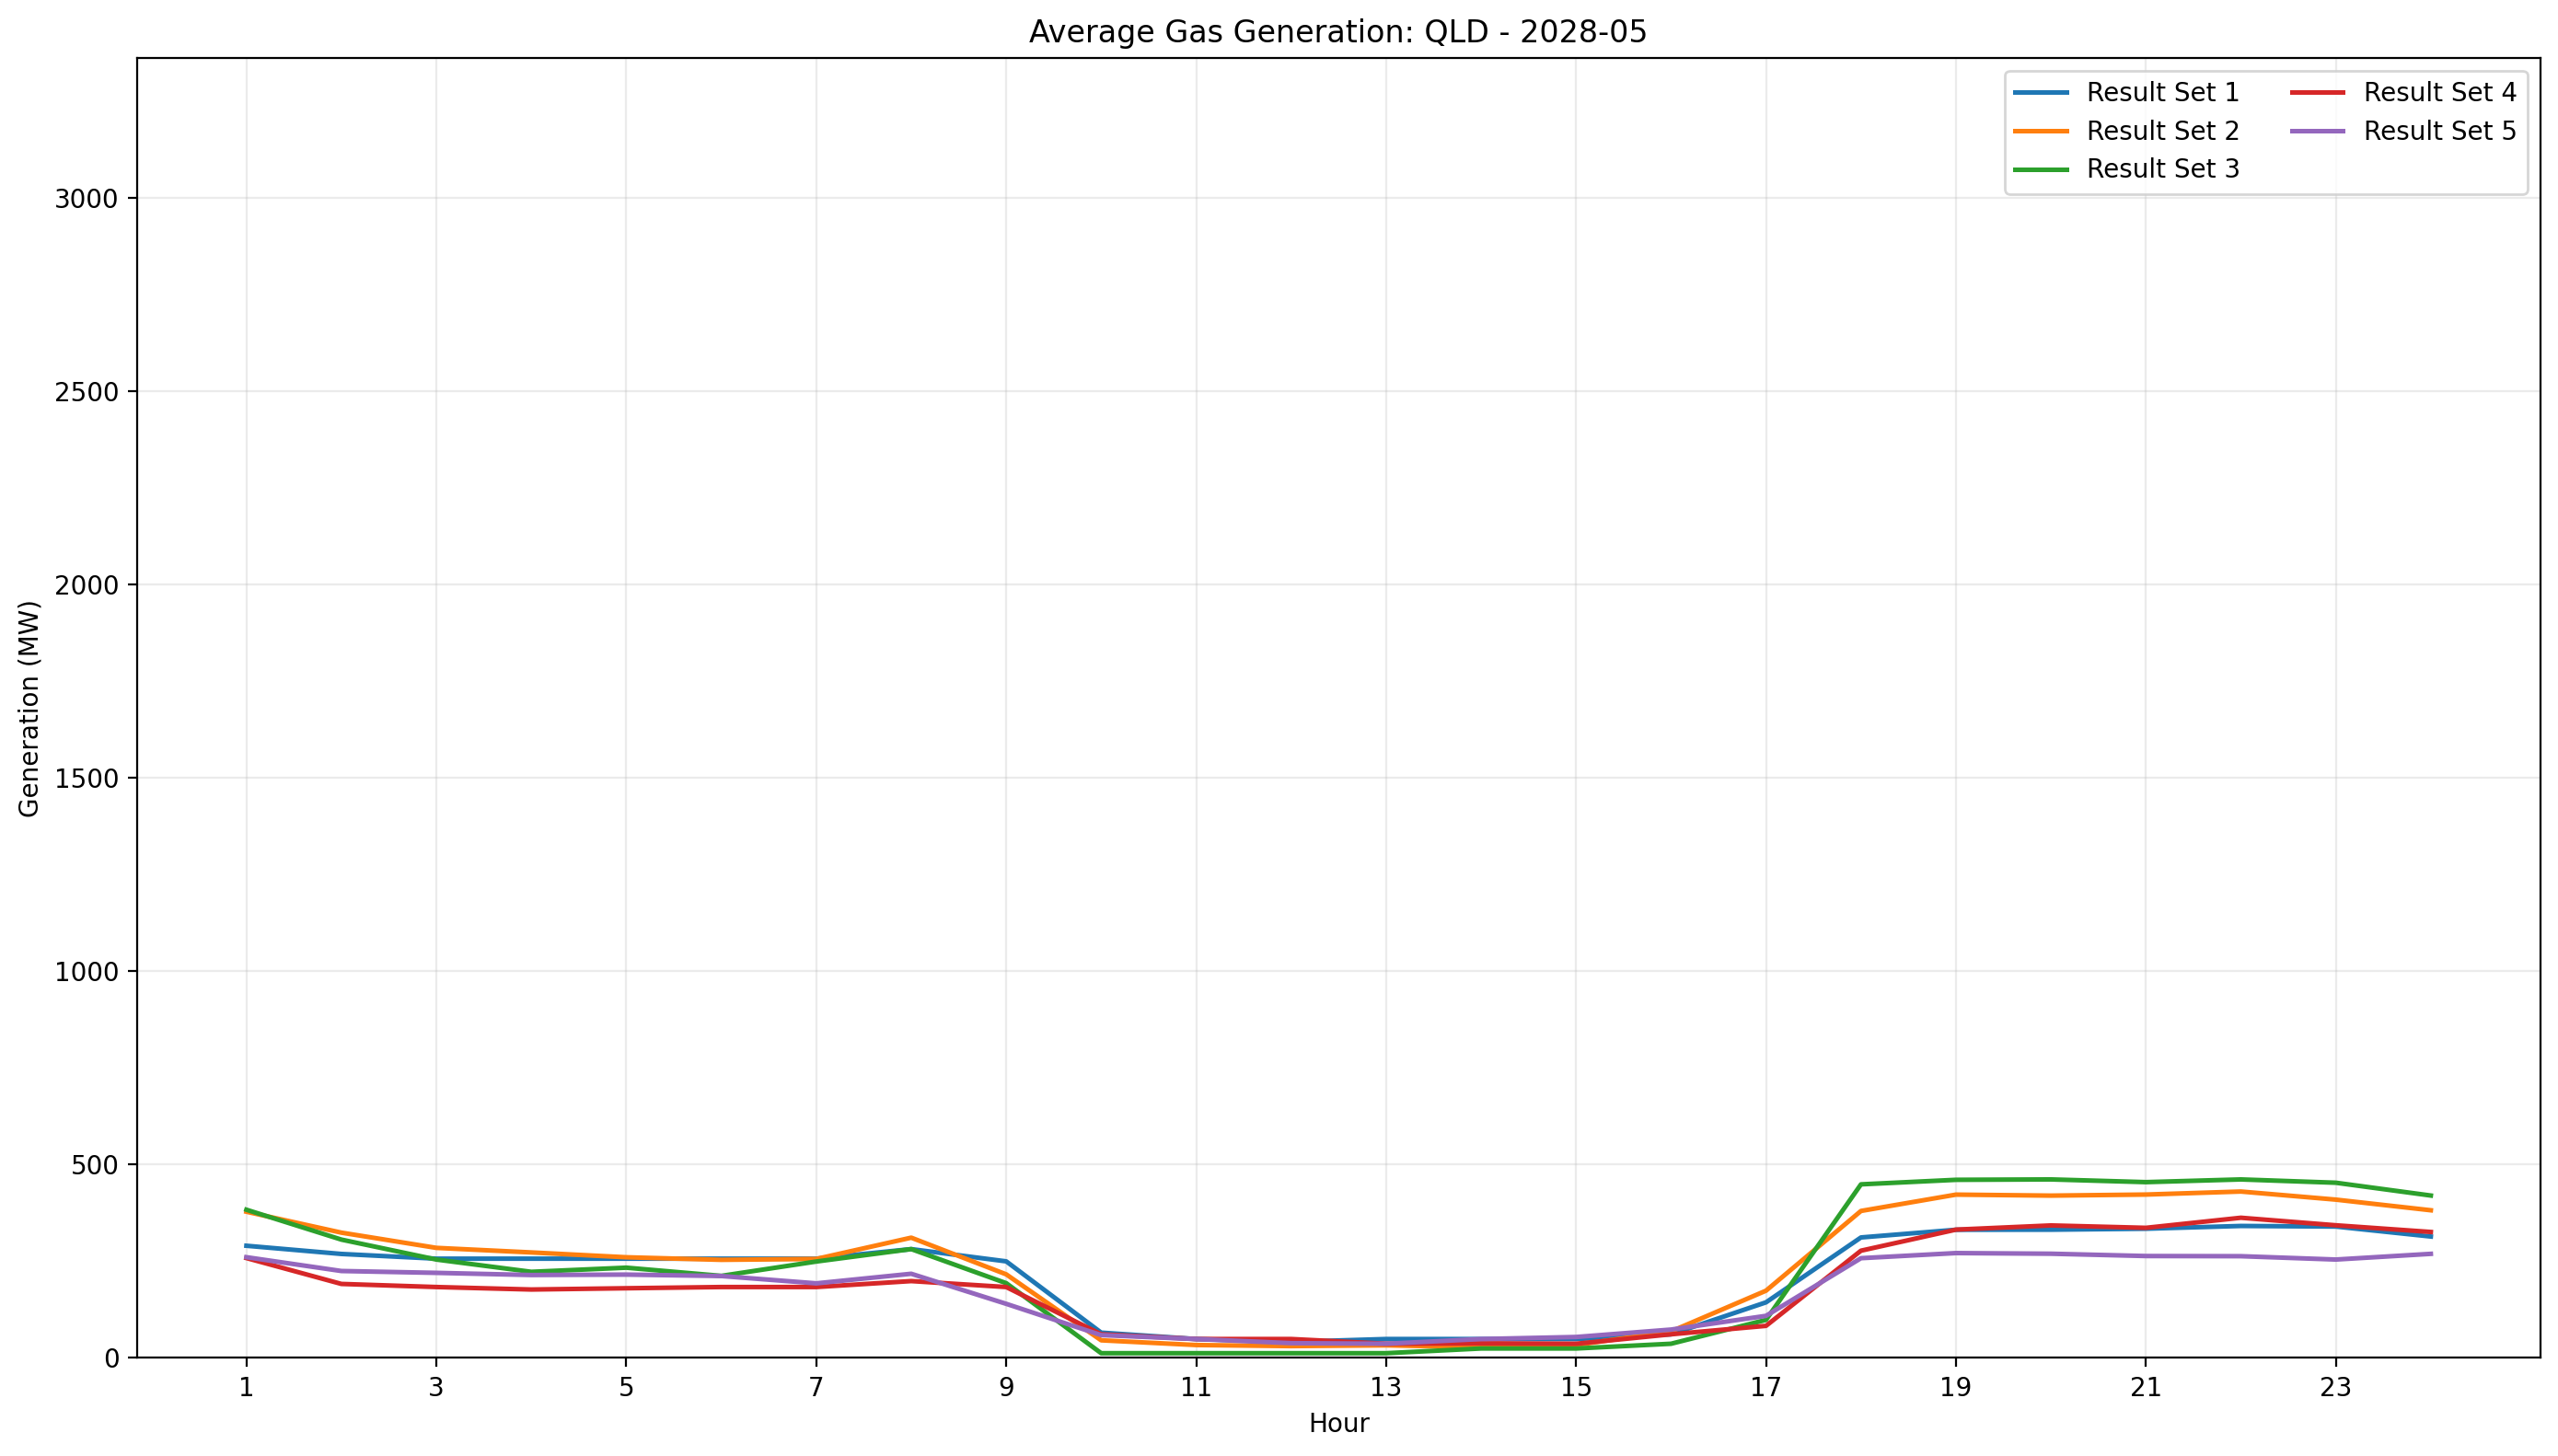 Average Gas Generation: QLD - 2028-05
Result Set 1
Result Set 2
Result Set 3
Result Set 4
Result Set 5
Generation (MW)
3000
2500
2000
1500
1000
500
0
1 3 5 7 9 11 13 15 17 19 21 23
Hour